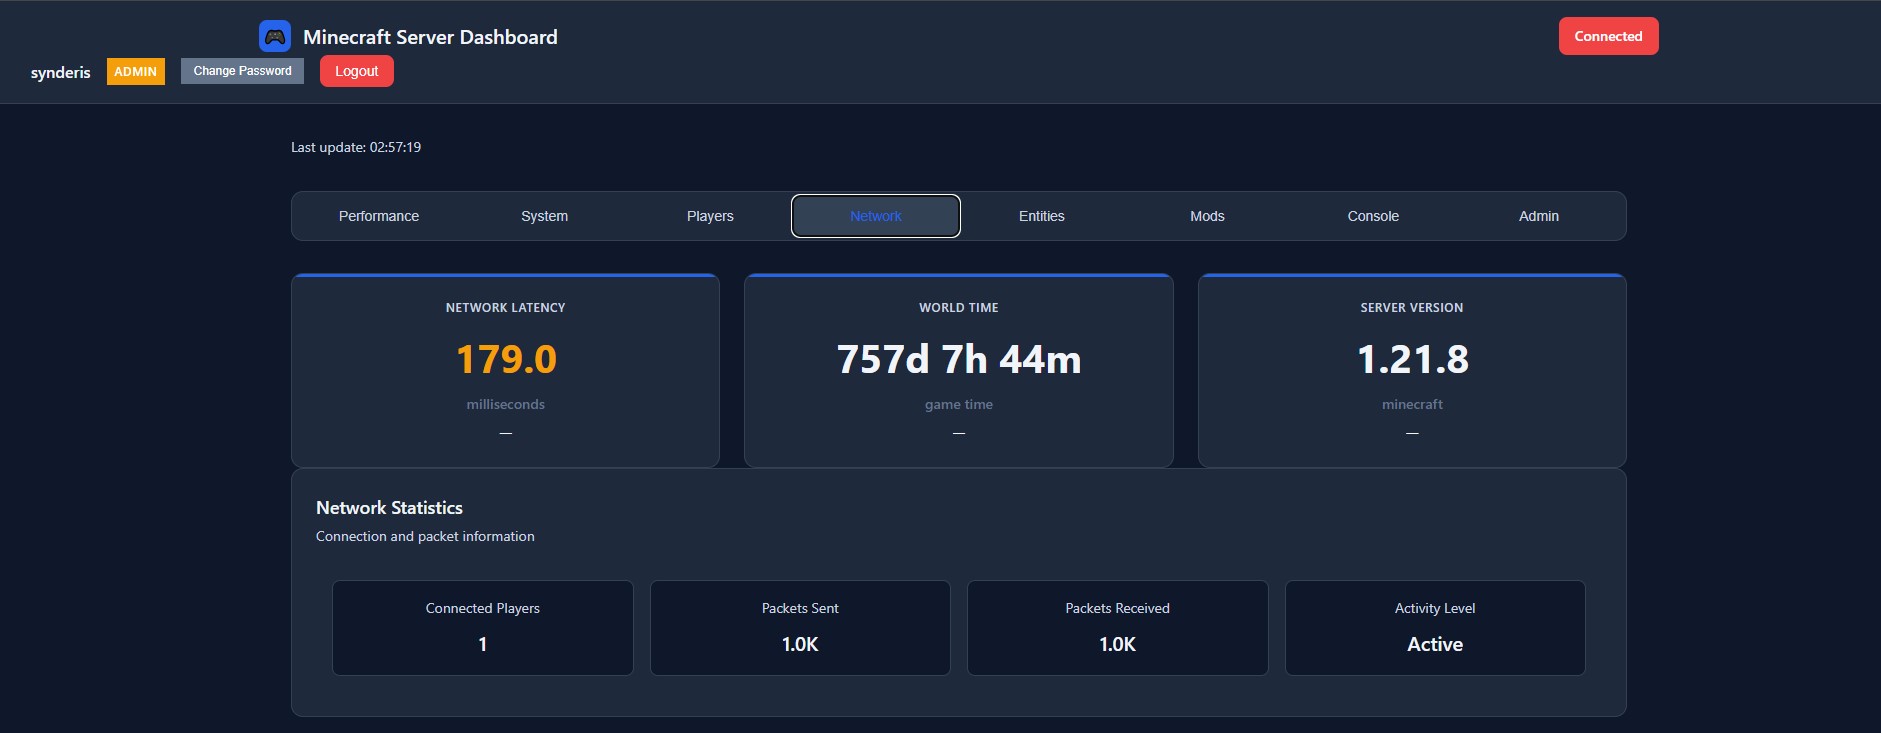 Minecraft Server Dashboard
Connected
synderis
ADMIN
Change Password
Logout
Last update: 02:57:19
Performance
System
Players
Network
Entities
Mods
Console
Admin
NETWORK LATENCY
179.0
milliseconds
—
WORLD TIME
757d 7h 44m
game time
—
SERVER VERSION
1.21.8
minecraft
—
Network Statistics
Connection and packet information
Connected Players
1
Packets Sent
1.0K
Packets Received
1.0K
Activity Level
Active